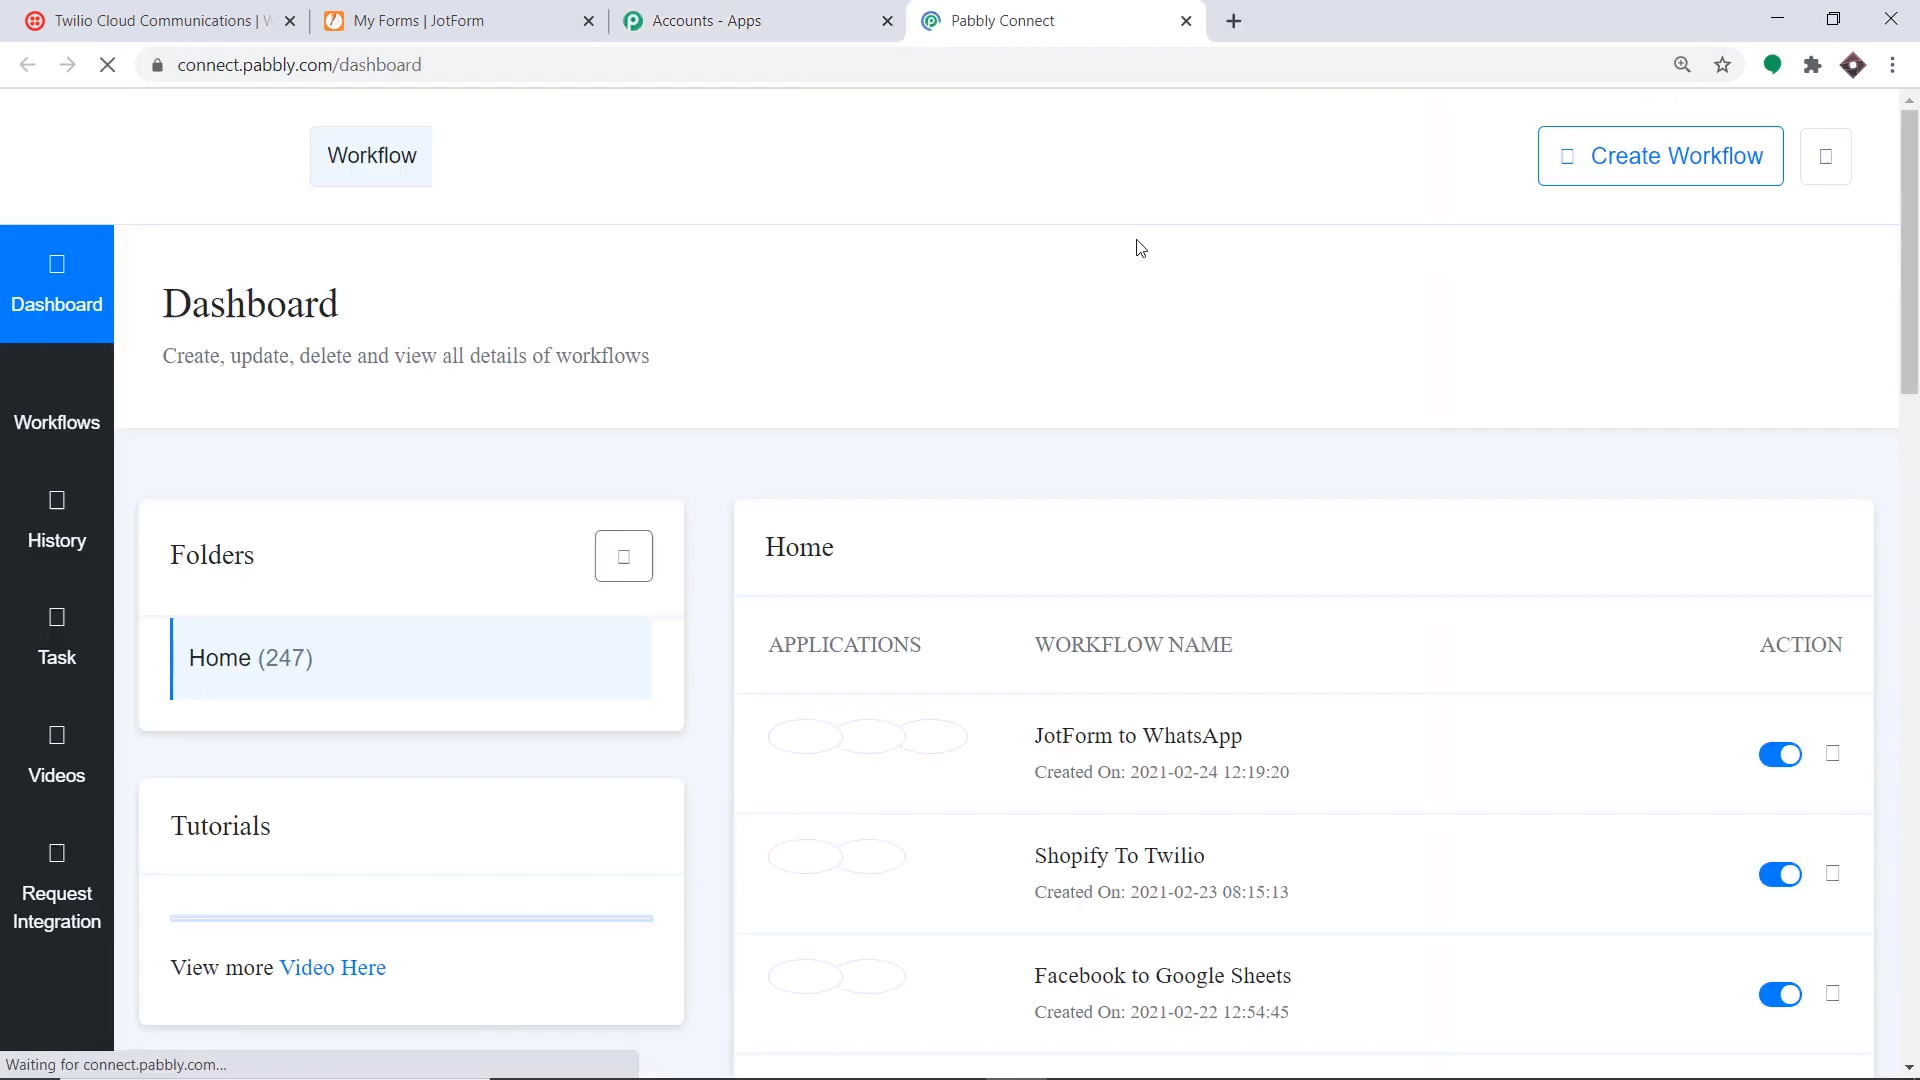 Twilio Cloud Communications | W
My Forms | JotForm
Accounts - Apps
Pabbly Connect
connect.pabbly.com/dashboard
Workflow
Create Workflow
Dashboard
Workflows
History
Task
Videos
Request
Integration
Dashboard
Create, update, delete and view all details of workflows
Folders
Home (247)
Tutorials
View more Video Here
Home
APPLICATIONS WORKFLOW NAME ACTION
JotForm to WhatsApp
Created On: 2021-02-24 12:19:20
Shopify To Twilio
Created On: 2021-02-23 08:15:13
Facebook to Google Sheets
Created On: 2021-02-22 12:54:45
Waiting for connect.pabbly.com...